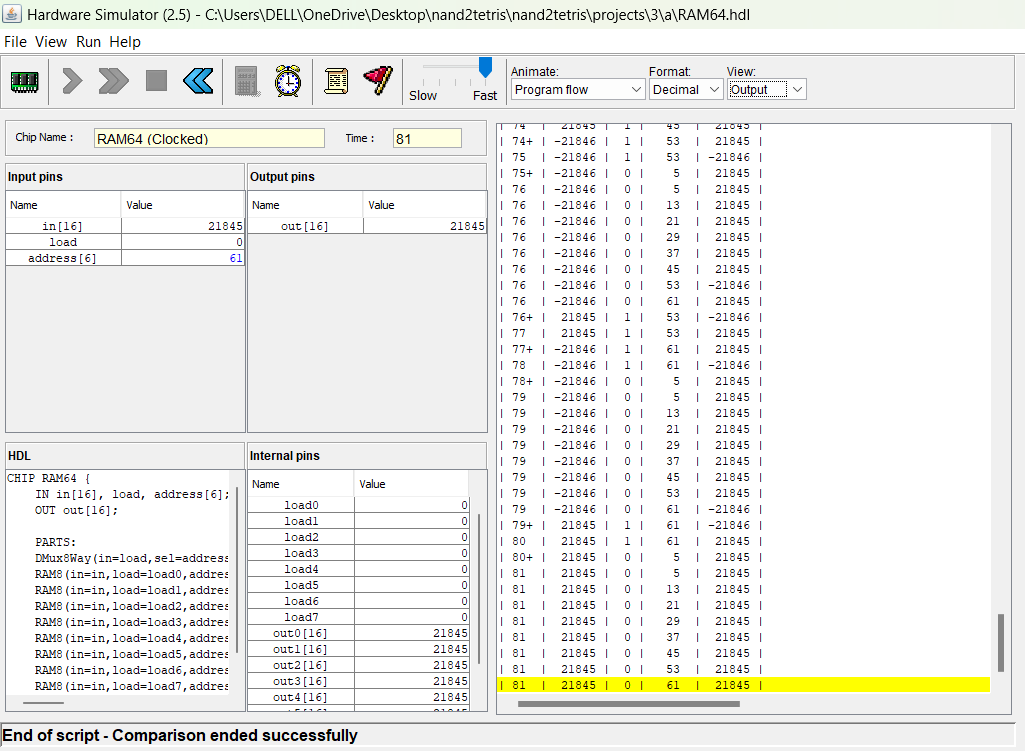 Hardware Simulator (2.5) - C:\Users\DELL\OneDrive\Desktop\nand2tetris\nand2tetris\projects\3\a\RAM64.hdl
File View Run Help
Slow Fast
Animate: Format: View:
Program flow Decimal Output
Chip Name : RAM64 (Clocked) Time : 81
Input pins
Name Value
in[16] 21845
load 0
address[6] 61
Output pins
Name Value
out[16] 21845
HDL
CHIP RAM64 {
IN in[16], load, address[6];
OUT out[16];
PARTS:
DMux8Way(in=load,sel=address
RAM8(in=in,load=load0,addres
RAM8(in=in,load=load1,addres
RAM8(in=in,load=load2,addres
RAM8(in=in,load=load3,addres
RAM8(in=in,load=load4,addres
RAM8(in=in,load=load5,addres
RAM8(in=in,load=load6,addres
RAM8(in=in,load=load7,addres
Internal pins
Name Value
load0 0
load1 0
load2 0
load3 0
load4 0
load5 0
load6 0
load7 0
out0[16] 21845
out1[16] 21845
out2[16] 21845
out3[16] 21845
out4[16] 21845
| 74 | 21845 | 1 | 45 | 21845 |
| 74+ | -21846 | 1 | 53 | 21845 |
| 75 | -21846 | 1 | 53 | -21846 |
| 75+ | -21846 | 0 | 5 | 21845 |
| 76 | -21846 | 0 | 5 | 21845 |
| 76 | -21846 | 0 | 13 | 21845 |
| 76 | -21846 | 0 | 21 | 21845 |
| 76 | -21846 | 0 | 29 | 21845 |
| 76 | -21846 | 0 | 37 | 21845 |
| 76 | -21846 | 0 | 45 | 21845 |
| 76 | -21846 | 0 | 53 | -21846 |
| 76 | -21846 | 0 | 61 | 21845 |
| 76+ | 21845 | 1 | 53 | -21846 |
| 77 | 21845 | 1 | 53 | 21845 |
| 77+ | -21846 | 1 | 61 | 21845 |
| 78 | -21846 | 1 | 61 | -21846 |
| 78+ | -21846 | 0 | 5 | 21845 |
| 79 | -21846 | 0 | 5 | 21845 |
| 79 | -21846 | 0 | 13 | 21845 |
| 79 | -21846 | 0 | 21 | 21845 |
| 79 | -21846 | 0 | 29 | 21845 |
| 79 | -21846 | 0 | 37 | 21845 |
| 79 | -21846 | 0 | 45 | 21845 |
| 79 | -21846 | 0 | 53 | 21845 |
| 79 | -21846 | 0 | 61 | -21846 |
| 79+ | 21845 | 1 | 61 | -21846 |
| 80 | 21845 | 1 | 61 | 21845 |
| 80+ | 21845 | 0 | 5 | 21845 |
| 81 | 21845 | 0 | 5 | 21845 |
| 81 | 21845 | 0 | 13 | 21845 |
| 81 | 21845 | 0 | 21 | 21845 |
| 81 | 21845 | 0 | 29 | 21845 |
| 81 | 21845 | 0 | 37 | 21845 |
| 81 | 21845 | 0 | 45 | 21845 |
| 81 | 21845 | 0 | 53 | 21845 |
| 81 | 21845 | 0 | 61 | 21845 |
End of script - Comparison ended successfully